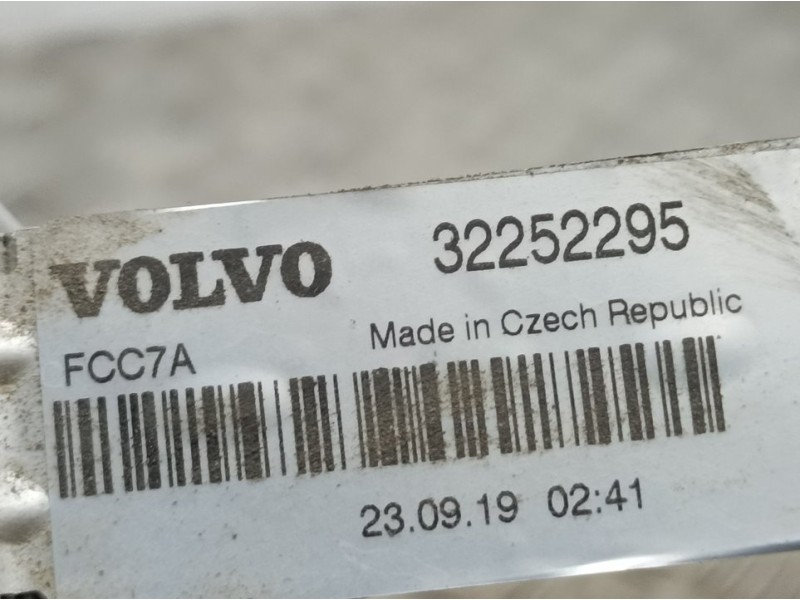 VOLVO 32252295
Made in Czech Republic
FCC7A
23.09.19 02:41